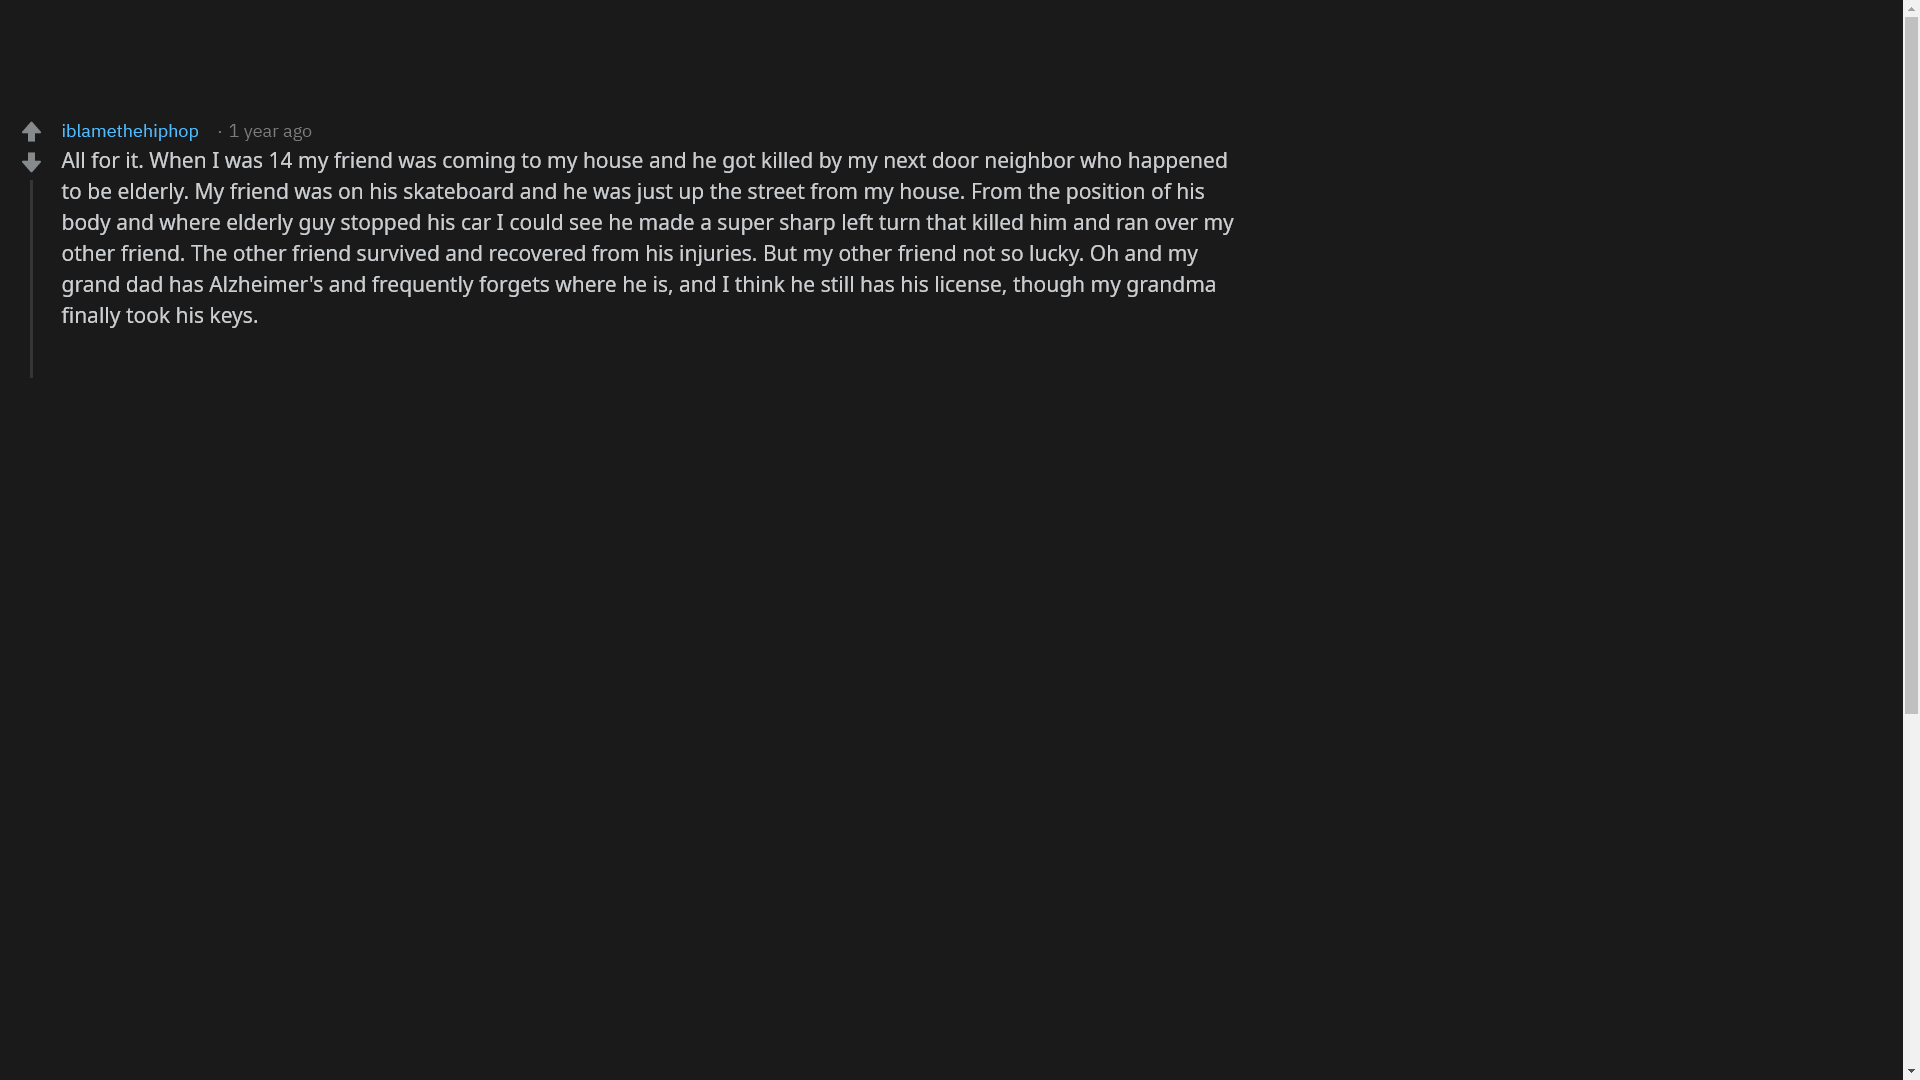 iblamethehiphop · 1 year ago
All for it. When I was 14 my friend was coming to my house and he got killed by my next door neighbor who happened
to be elderly. My friend was on his skateboard and he was just up the street from my house. From the position of his
body and where elderly guy stopped his car I could see he made a super sharp left turn that killed him and ran over my
other friend. The other friend survived and recovered from his injuries. But my other friend not so lucky. Oh and my
grand dad has Alzheimer's and frequently forgets where he is, and I think he still has his license, though my grandma
finally took his keys.